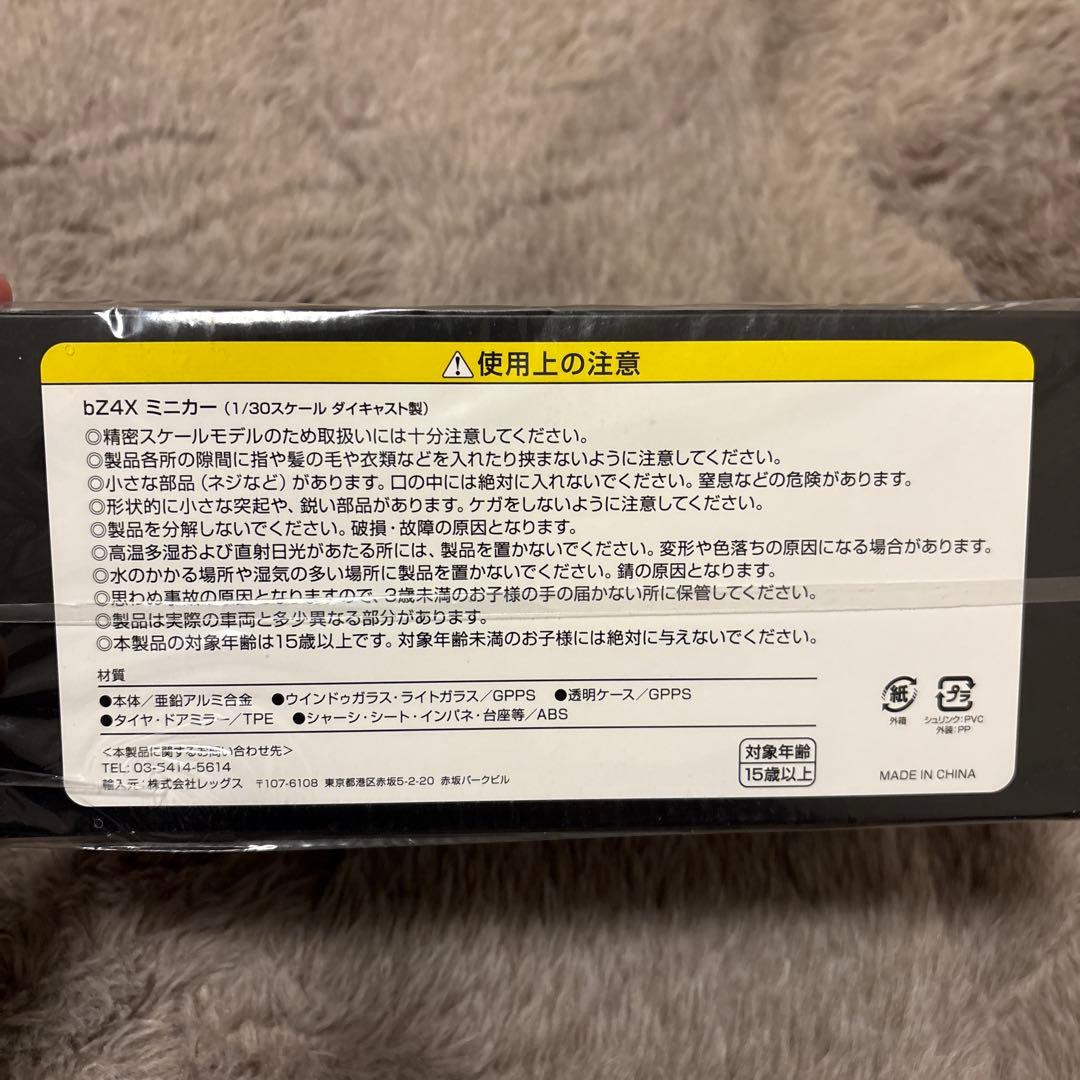 ⚠使用上の注意
bZ4X ミニカー（1/30スケール ダイキャスト製）
◎精密スケールモデルのため取扱いには十分注意してください。
◎製品各所の隙間に指や髪の毛や衣類などを入れたり挟まないように注意してください。
◎小さな部品（ネジなど）があります。口の中には絶対に入れないでください。窒息などの危険があります。
◎形状的に小さな突起や、鋭い部品があります。ケガをしないように注意してください。
◎製品を分解しないでください。破損・故障の原因となります。
◎高温多湿および直射日光があたる所には、製品を置かないでください。変形や色落ちの原因になる場合があります。
◎水のかかる場所や湿気の多い場所に製品を置かないでください。錆の原因となります。
◎思わぬ事故の原因となりますので、3歳未満のお子様の手の届かない所に保管してください。
◎製品は実際の車両と多少異なる部分があります。
◎本製品の対象年齢は15歳以上です。対象年齢未満のお子様には絶対に与えないでください。
材質
●本体／亜鉛アルミ合金 ●ウインドゥガラス・ライトガラス／GPPS ●透明ケース／GPPS
●タイヤ・ドアミラー／TPE ●シャーシ・シート・インパネ・台座等／ABS
紙
外箱
プラ
シュリンク：PVC
外装：PP
＜本製品に関するお問い合わせ先＞
TEL: 03-5414-5614
輸入元：株式会社レッグス 〒107-6108 東京都港区赤坂5-2-20 赤坂パークビル
対象年齢
15歳以上
MADE IN CHINA